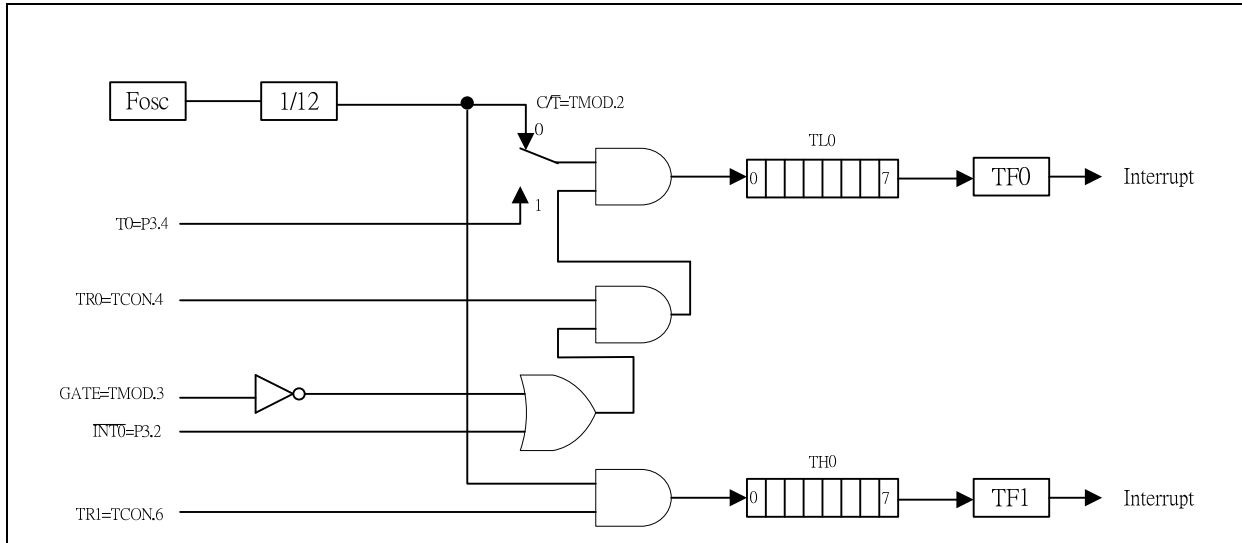 Fosc
1/12
C/T̅=TMOD.2
0
1
TL0
0 7
TF0
Interrupt
T0=P3.4
TR0=TCON.4
GATE=TMOD.3
I̅N̅T̅0̅=P3.2
TR1=TCON.6
TH0
0 7
TF1
Interrupt